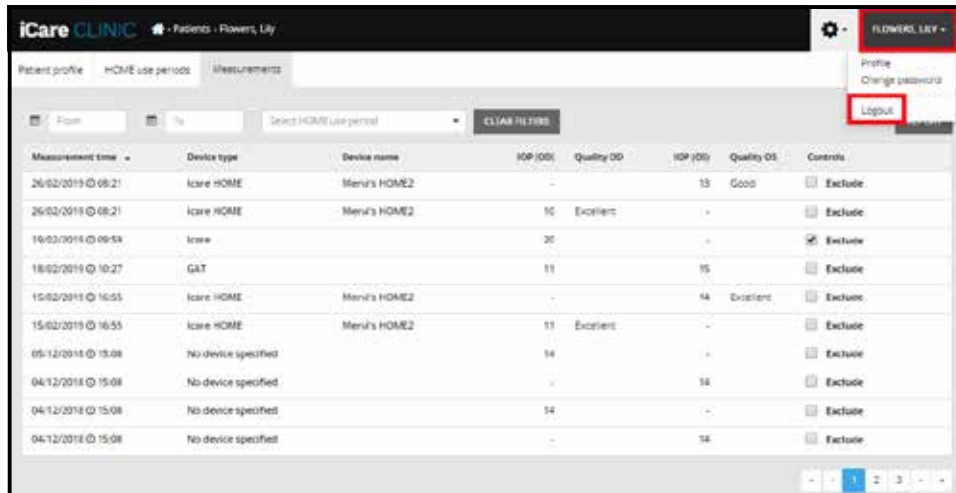 iCare CLINIC Patients › Flowers, Lily FLOWERS, LILY
Patient profile HOME use periods Measurements
Profile
Change password
Logout
From To Select HOME use period CLEAR FILTERS
Measurement time Device type Device name IOP (OD) Quality OD IOP (OS) Quality OS Controls
26/02/2019 08:21 Icare HOME Mervi's HOME2 - - 13 Good Exclude
26/02/2019 08:21 Icare HOME Mervi's HOME2 10 Excellent - Exclude
19/02/2019 09:54 Icare 20 - Exclude
18/02/2019 10:27 GAT 11 15 Exclude
15/02/2019 16:55 Icare HOME Mervi's HOME2 - 14 Excellent Exclude
15/02/2019 16:55 Icare HOME Mervi's HOME2 11 Excellent - Exclude
05/12/2018 15:08 No device specified 14 - Exclude
04/12/2018 15:08 No device specified - 14 Exclude
04/12/2018 15:08 No device specified 14 - Exclude
04/12/2018 15:08 No device specified - 14 Exclude
1 2 3